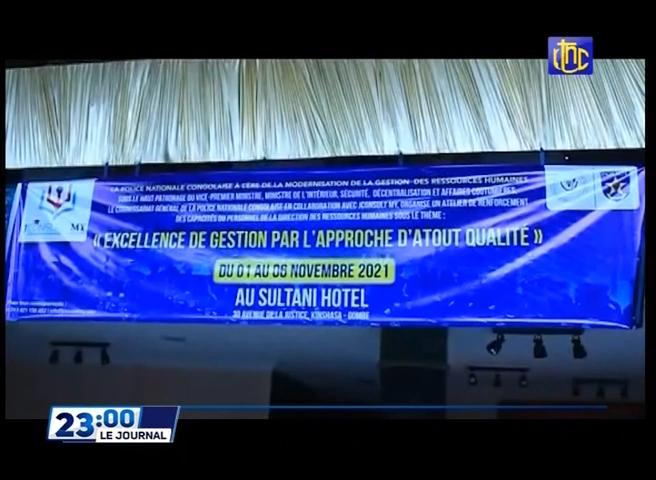 rtnc
LA POLICE NATIONALE CONGOLAISE A L'ÈRE DE LA MODERNISATION DE LA GESTION DES RESSOURCES HUMAINES
SOUS LE HAUT PATRONAGE DU VICE-PREMIER MINISTRE, MINISTRE DE L'INTÉRIEUR, SÉCURITÉ, DÉCENTRALISATION ET AFFAIRES COUTUMIÈRES,
LE COMMISSARIAT GÉNÉRAL DE LA POLICE NATIONALE CONGOLAISE EN COLLABORATION AVEC ICONSULT MY, ORGANISE UN ATELIER DE RENFORCEMENT
DES CAPACITÉS DU PERSONNEL DE LA DIRECTION DES RESSOURCES HUMAINES SOUS LE THÈME :
MY
« EXCELLENCE DE GESTION PAR L'APPROCHE D'ATOUT QUALITÉ »
DU 01 AU 05 NOVEMBRE 2021
AU SULTANI HOTEL
30 AVENUE DE LA JUSTICE, KINSHASA - GOMBE
23:00
LE JOURNAL